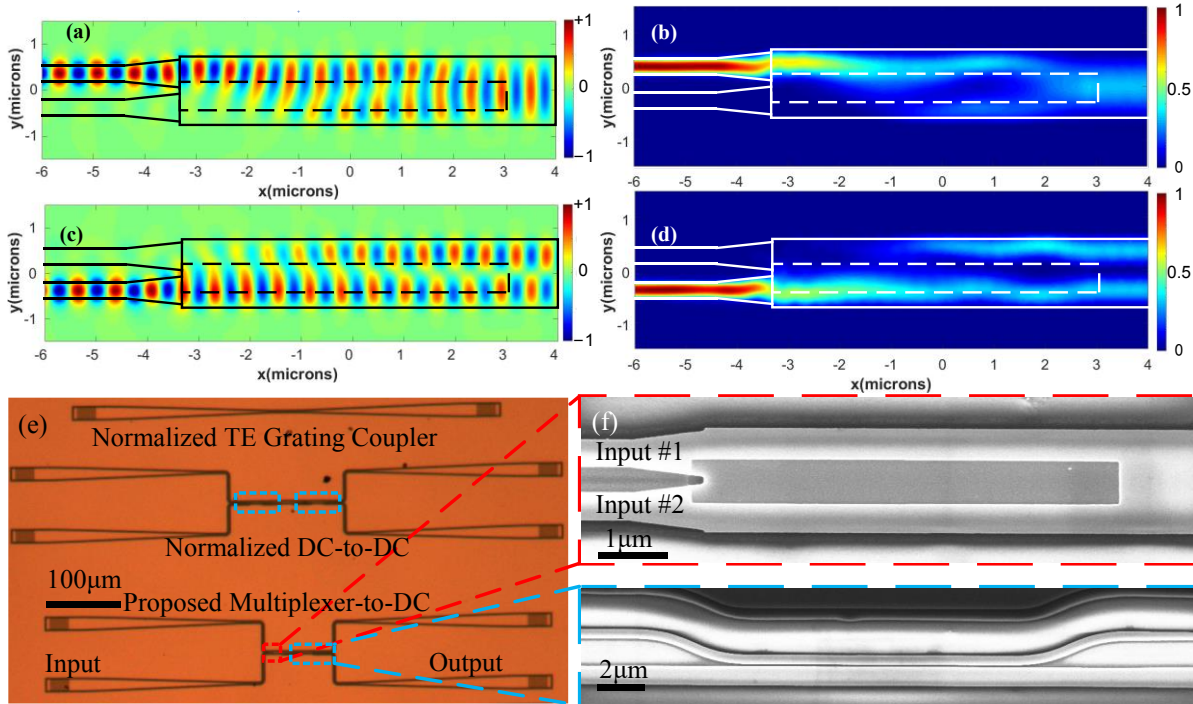 (a)
y(microns)
1
0
-1
-6 -5 -4 -3 -2 -1 0 1 2 3 4
x(microns)
+1
0
−1
(b)
y(microns)
1
0
-1
-6 -5 -4 -3 -2 -1 0 1 2 3 4
x(microns)
1
0.5
0
(c)
y(microns)
1
0
-1
-6 -5 -4 -3 -2 -1 0 1 2 3 4
x(microns)
+1
0
−1
(d)
y(microns)
1
0
-1
-6 -5 -4 -3 -2 -1 0 1 2 3 4
x(microns)
1
0.5
0
(e)
Normalized TE Grating Coupler
Normalized DC-to-DC
100μm
Proposed Multiplexer-to-DC
Input
Output
(f)
Input #1
Input #2
1μm
2μm